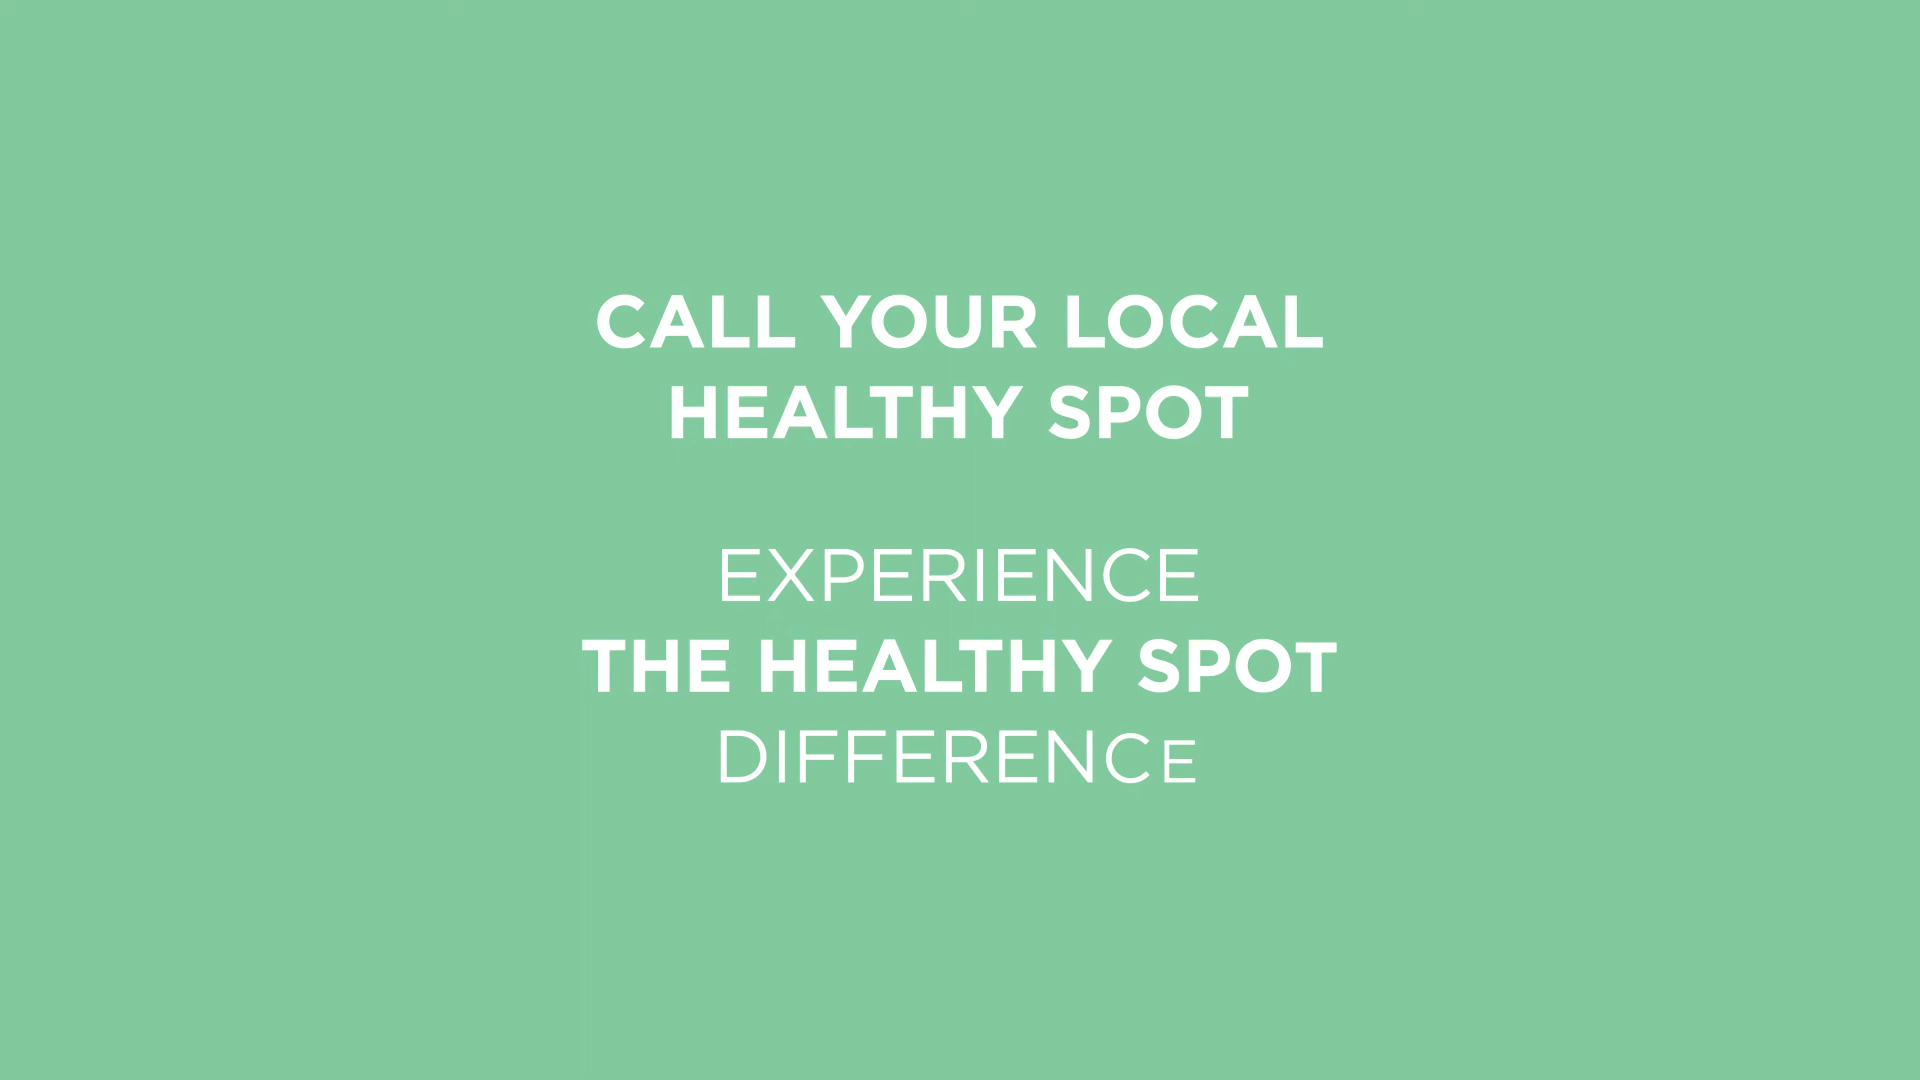 CALL YOUR LOCAL
HEALTHY SPOT
EXPERIENCE
THE HEALTHY SPOT
DIFFERENCE